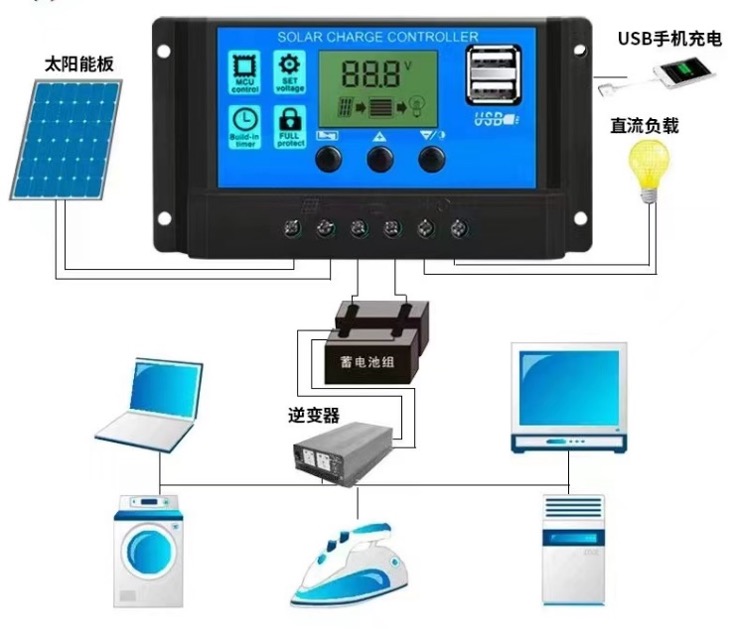 SOLAR CHARGE CONTROLLER
USB手机充电
太阳能板
MCU
control
SET
voltage
88.8 V
Build-in
timer
FULL
protect
USB
直流负载
蓄电池组
逆变器